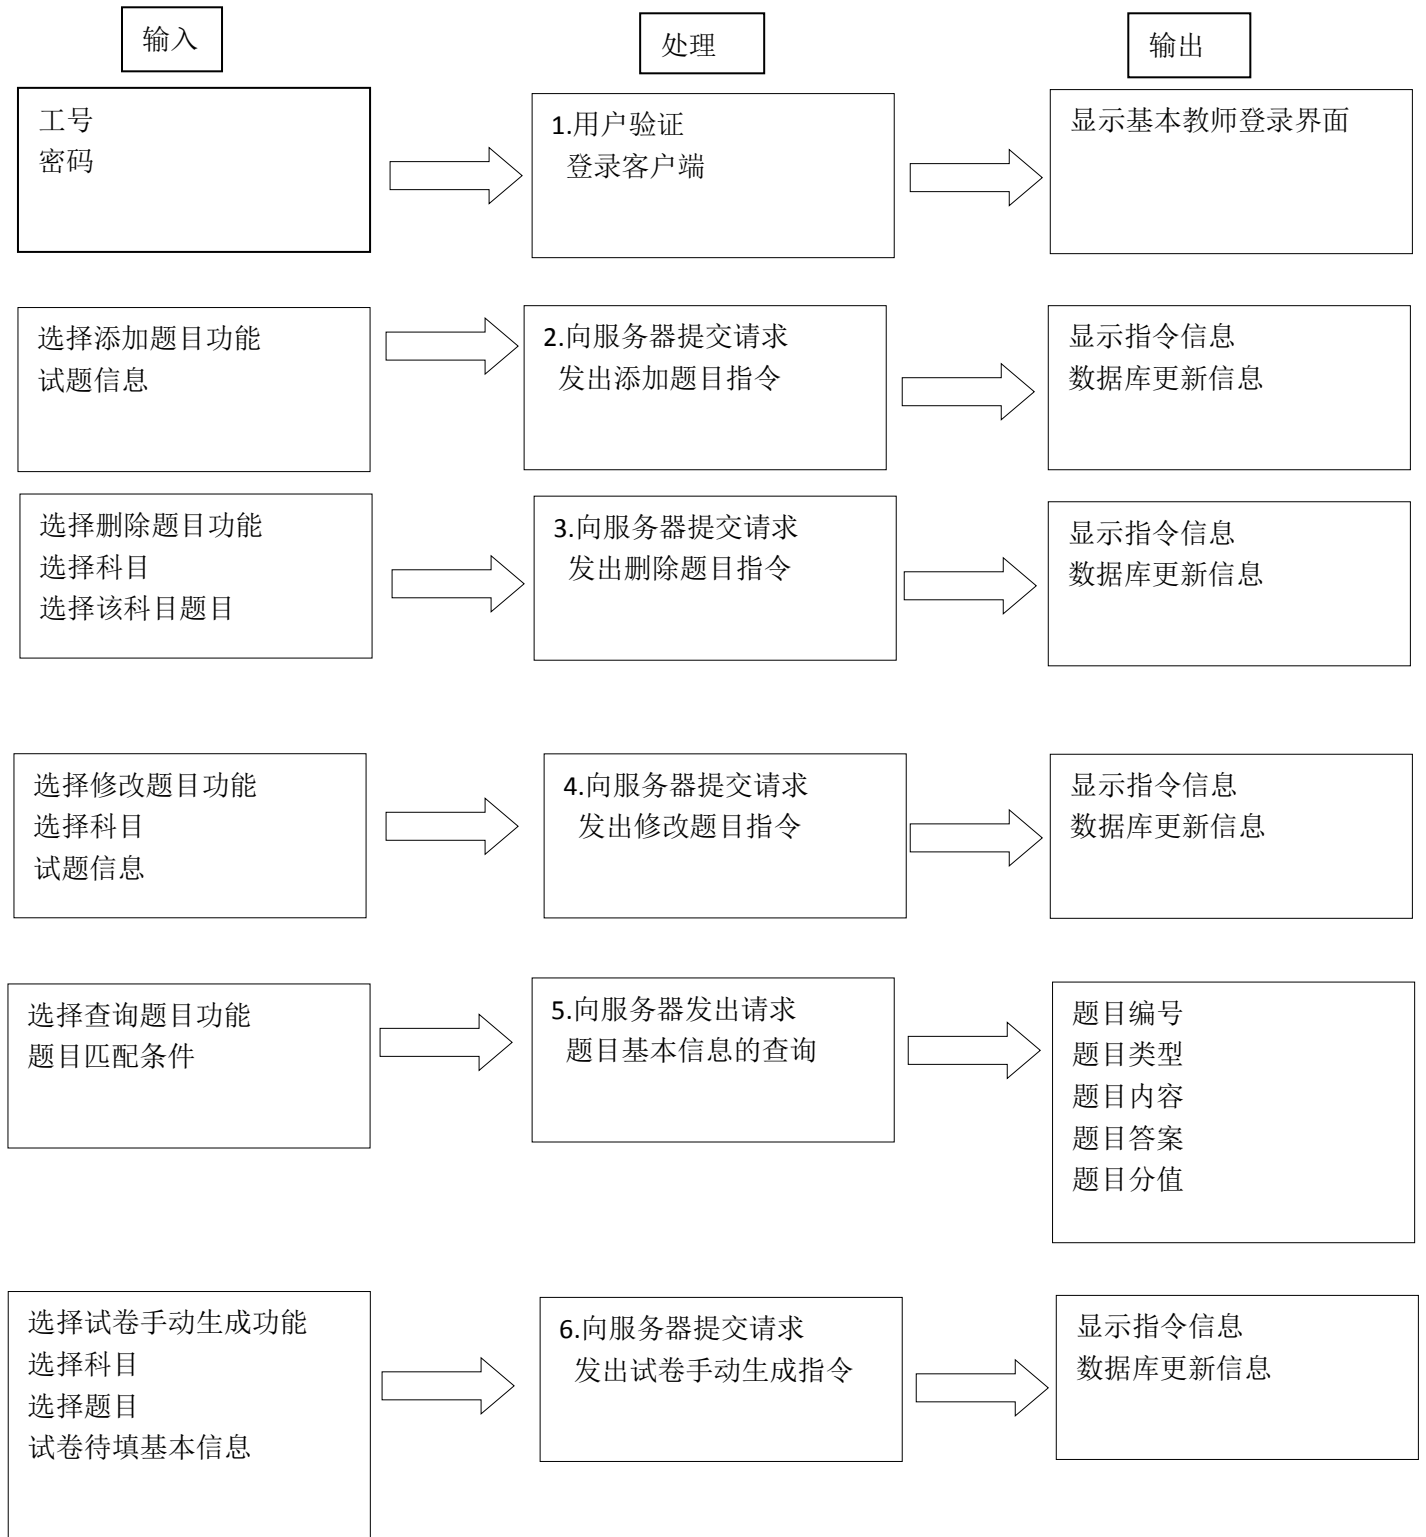 输入
处理
输出
工号
密码
1.用户验证
登录客户端
显示基本教师登录界面
选择添加题目功能
试题信息
2.向服务器提交请求
发出添加题目指令
显示指令信息
数据库更新信息
选择删除题目功能
选择科目
选择该科目题目
3.向服务器提交请求
发出删除题目指令
显示指令信息
数据库更新信息
选择修改题目功能
选择科目
试题信息
4.向服务器提交请求
发出修改题目指令
显示指令信息
数据库更新信息
选择查询题目功能
题目匹配条件
5.向服务器发出请求
题目基本信息的查询
题目编号
题目类型
题目内容
题目答案
题目分值
选择试卷手动生成功能
选择科目
选择题目
试卷待填基本信息
6.向服务器提交请求
发出试卷手动生成指令
显示指令信息
数据库更新信息